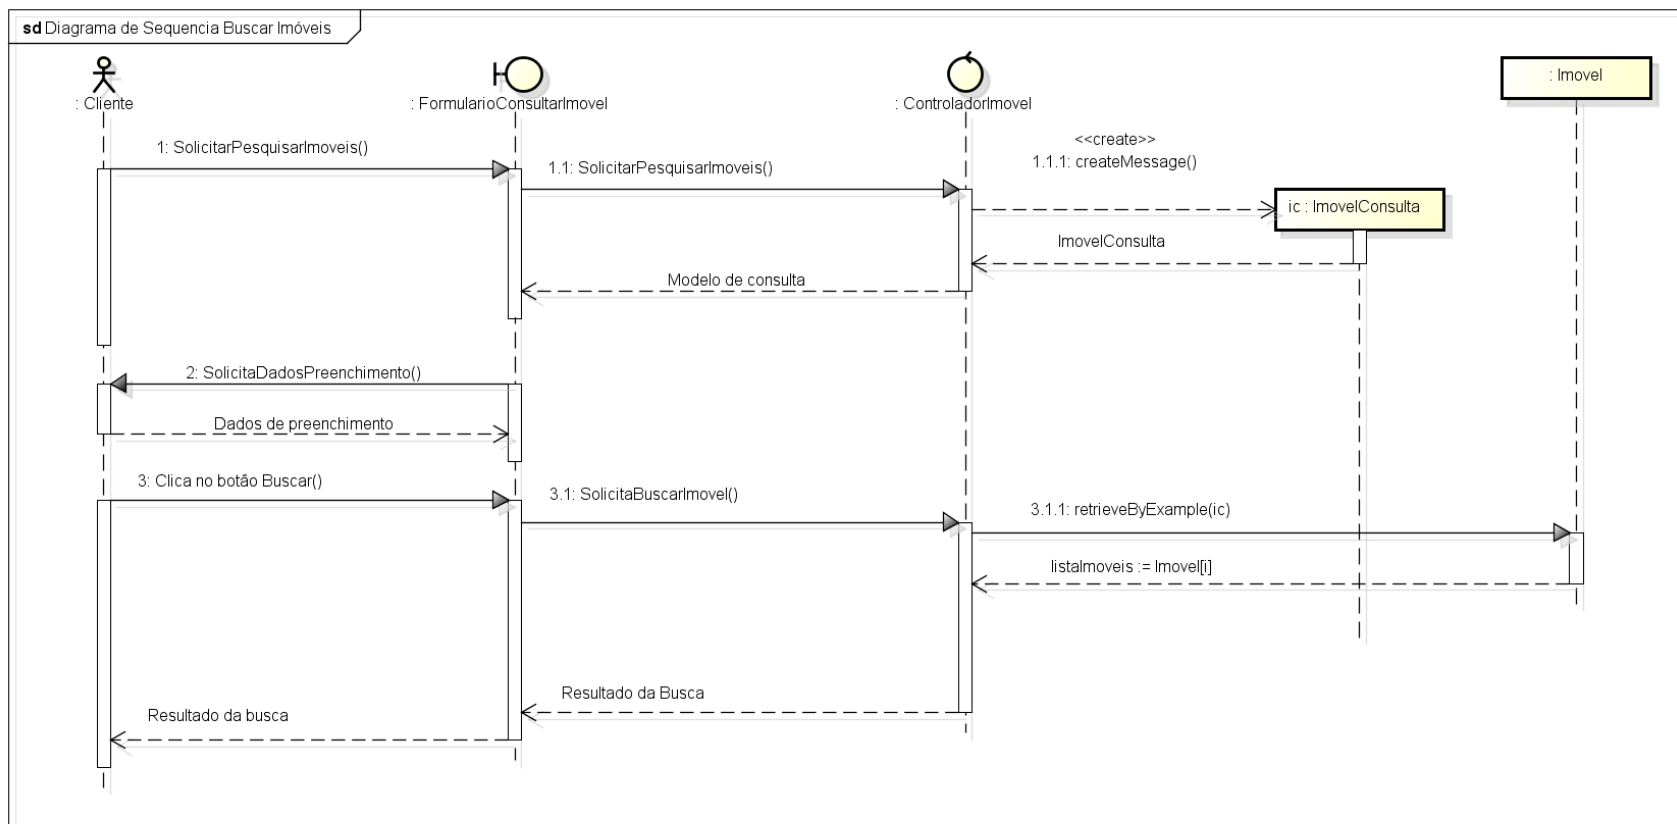 sd Diagrama de Sequencia Buscar Imóveis
: Cliente
: FormularioConsultarImovel
: ControladorImovel
: Imovel
<<create>>
1: SolicitarPesquisarImoveis()
1.1: SolicitarPesquisarImoveis()
1.1.1: createMessage()
ic : ImovelConsulta
ImovelConsulta
Modelo de consulta
2: SolicitaDadosPreenchimento()
Dados de preenchimento
3: Clica no botão Buscar()
3.1: SolicitaBuscarImovel()
3.1.1: retrieveByExample(ic)
listaImoveis := Imovel[i]
Resultado da Busca
Resultado da busca